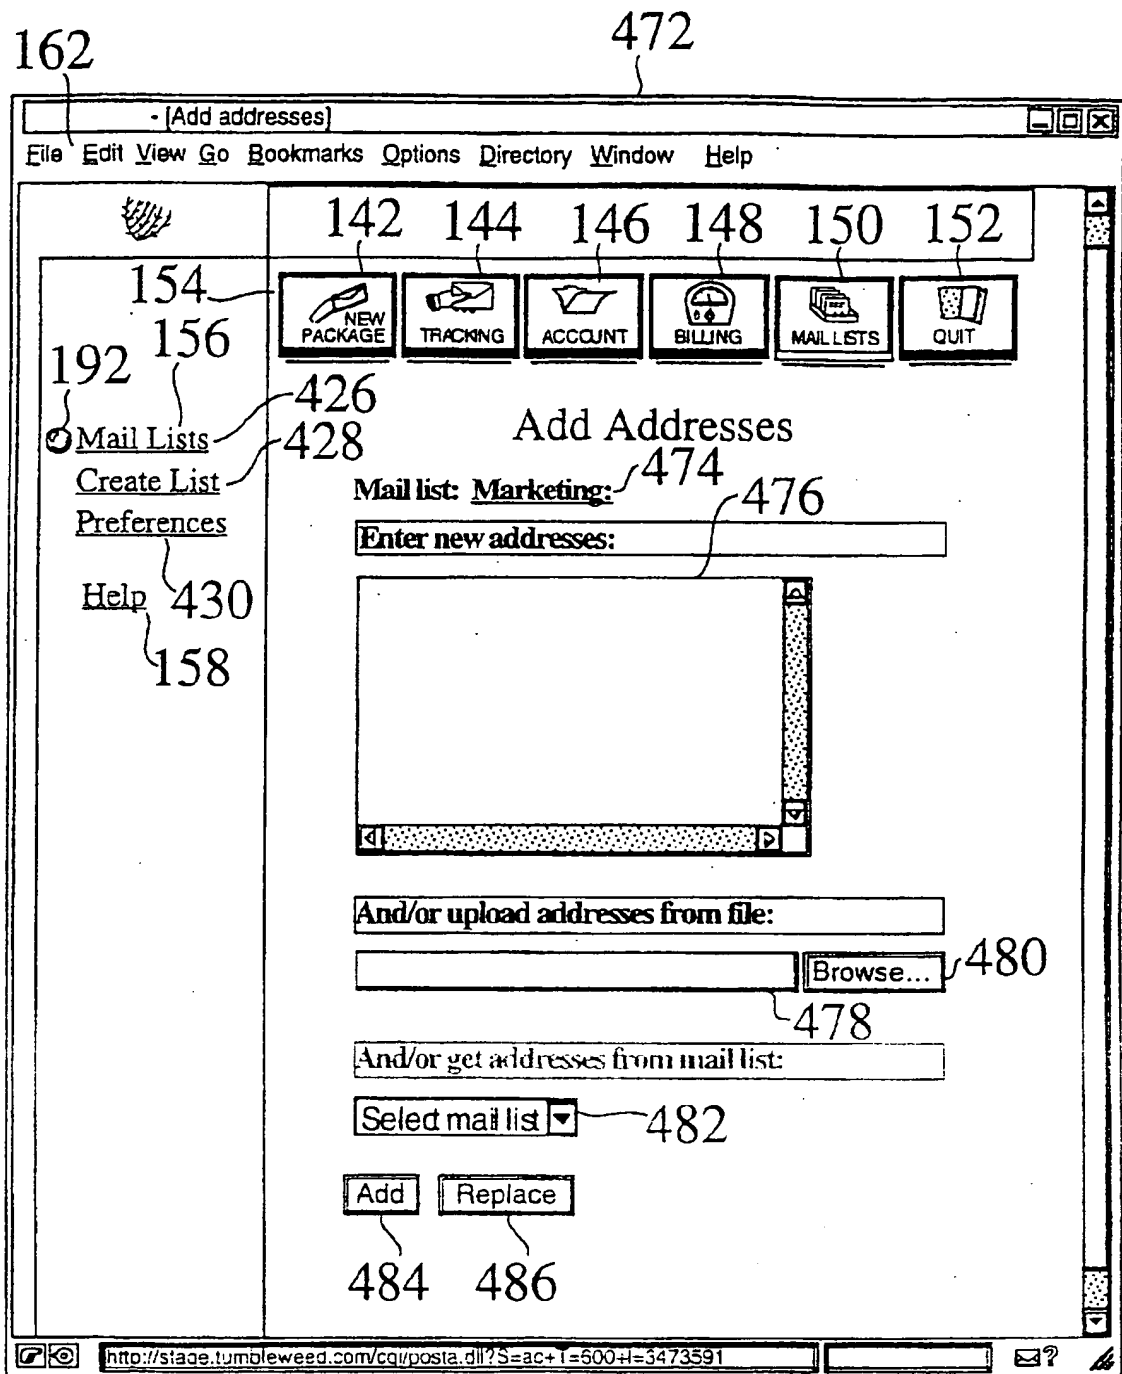 162 472
- [Add addresses]
File Edit View Go Bookmarks Options Directory Window Help
142 144 146 148 150 152
154
NEW PACKAGE TRACKING ACCOUNT BILLING MAIL LISTS QUIT
156
192
426
Mail Lists
428
Create List
Preferences
Help 430
158
Add Addresses
474
Mail list: Marketing:
476
Enter new addresses:
And/or upload addresses from file:
Browse... 480
478
And/or get addresses from mail list:
Select mail list 482
Add Replace
484 486
http://stage.tumbleweed.com/cgi/posta.dll?S=ac+1=600+I=3473591
?